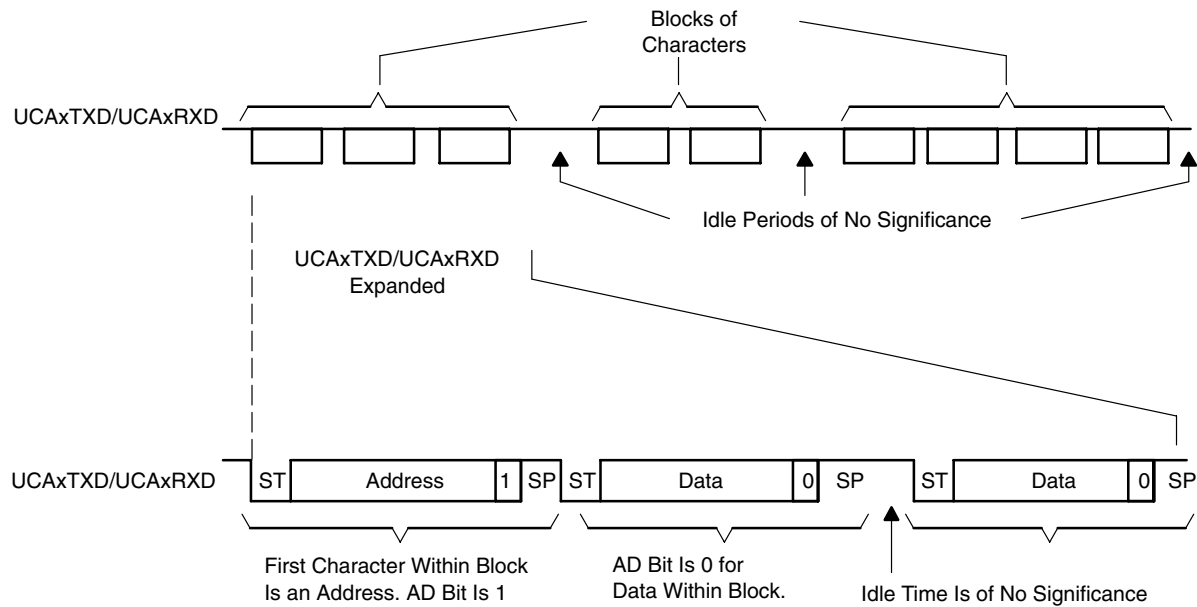 Blocks of
Characters
UCAxTXD/UCAxRXD
Idle Periods of No Significance
UCAxTXD/UCAxRXD
Expanded
UCAxTXD/UCAxRXD
ST Address 1 SP ST Data 0 SP ST Data 0 SP
First Character Within Block
Is an Address. AD Bit Is 1
AD Bit Is 0 for
Data Within Block.
Idle Time Is of No Significance